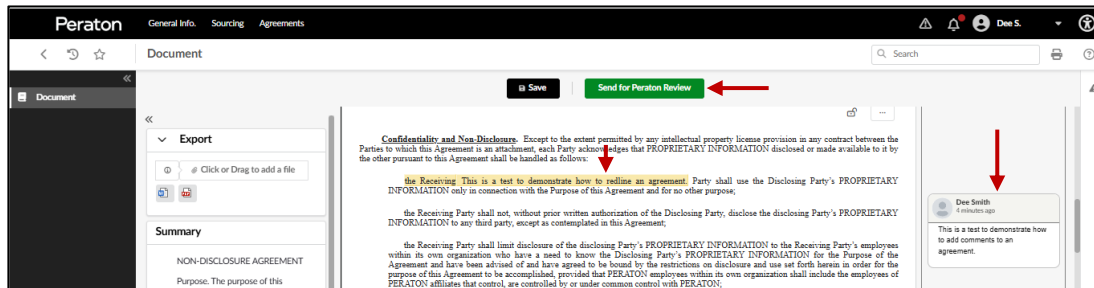 Peraton
General Info. Sourcing Agreements
Dee S.
Document
Search
Document
Save
Send for Peraton Review
Export
Click or Drag to add a file
Summary
NON-DISCLOSURE AGREEMENT
Purpose. The purpose of this
Confidentiality and Non-Disclosure. Except to the extent permitted by any intellectual property license provision in any contract between the
Parties to which this Agreement is an attachment, each Party acknowledges that PROPRIETARY INFORMATION disclosed or made available to it by
the other pursuant to this Agreement shall be handled as follows:
the Receiving This is a test to demonstrate how to redline an agreement. Party shall use the Disclosing Party's PROPRIETARY
INFORMATION only in connection with the Purpose of this Agreement and for no other purpose;
the Receiving Party shall not, without prior written authorization of the Disclosing Party, disclose the disclosing Party's PROPRIETARY
INFORMATION to any third party, except as contemplated in this Agreement;
the Receiving Party shall limit disclosure of the disclosing Party's PROPRIETARY INFORMATION to the Receiving Party's employees
within its own organization who have a need to know the Disclosing Party's PROPRIETARY INFORMATION for the Purpose of the
Agreement and have been advised of and have agreed to be bound by the restrictions on disclosure and use set forth herein in order for the
purpose of this Agreement to be accomplished, provided that PERATON employees within its own organization shall include the employees of
PERATON affiliates that control, are controlled by or under common control with PERATON;
Dee Smith
4 minutes ago
This is a test to demonstrate how
to add comments to an
agreement.